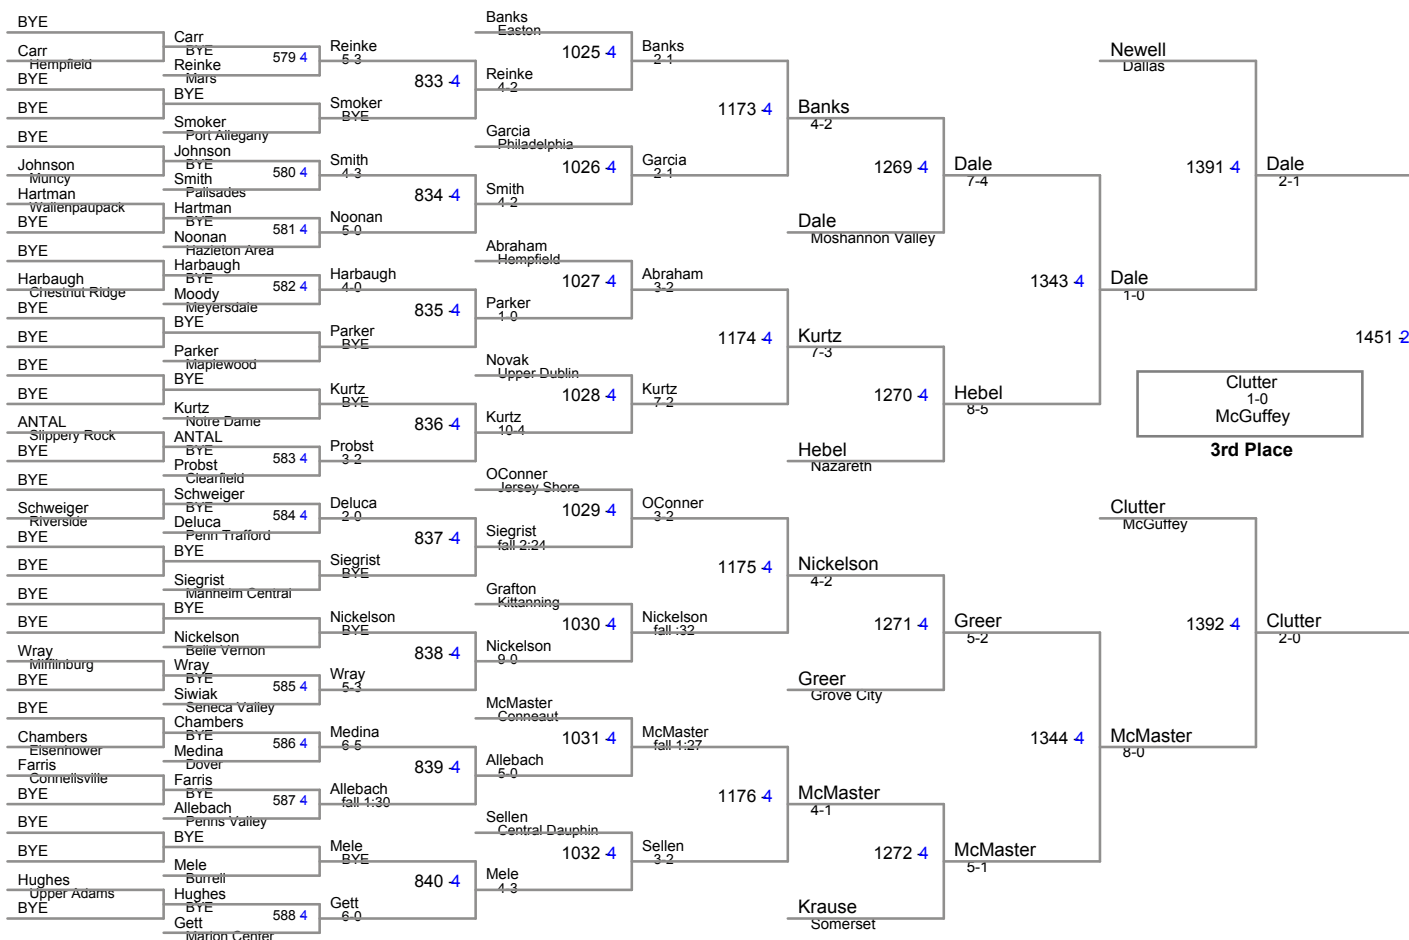 BYE
Carr
Hempfield
BYE
BYE
BYE
Johnson
Muncy
Hartman
Wallenpaupack
BYE
BYE
Harbaugh
Chestnut Ridge
BYE
BYE
BYE
BYE
ANTAL
Slippery Rock
BYE
BYE
Schweiger
Riverside
BYE
BYE
BYE
BYE
Wray
Mifflinburg
BYE
BYE
Chambers
Eisenhower
Farris
Connellsville
BYE
BYE
BYE
Hughes
Upper Adams
BYE
Carr
BYE
579 4
Reinke
Mars
BYE
Smoker
Port Allegany
Johnson
BYE
580 4
Smith
Palisades
Hartman
BYE
581 4
Noonan
Hazleton Area
Harbaugh
BYE
582 4
Moody
Meyersdale
BYE
Parker
Maplewood
BYE
Kurtz
Notre Dame
ANTAL
BYE
583 4
Probst
Clearfield
Schweiger
BYE
584 4
Deluca
Penn Trafford
BYE
Siegrist
Manheim Central
BYE
Nickelson
Belle Vernon
Wray
BYE
585 4
Siwiak
Seneca Valley
Chambers
BYE
586 4
Medina
Dover
Farris
BYE
587 4
Allebach
Penns Valley
BYE
Mele
Burrell
Hughes
BYE
588 4
Gett
Marion Center
Reinke
5-3
833 4
Smoker
BYE
Smith
4-3
834 4
Noonan
5-0
Harbaugh
4-0
835 4
Parker
BYE
Kurtz
BYE
836 4
Probst
3-2
Deluca
2-0
837 4
Siegrist
BYE
Nickelson
BYE
838 4
Wray
5-3
Medina
6-5
839 4
Allebach
fall 1:30
Mele
BYE
840 4
Gett
6-0
Banks
Easton
1025 4
Reinke
4-2
Garcia
Philadelphia
1026 4
Smith
4-2
Abraham
Hempfield
1027 4
Parker
1-0
Novak
Upper Dublin
1028 4
Kurtz
10-4
OConner
Jersey Shore
1029 4
Siegrist
fall 2:24
Grafton
Kittanning
1030 4
Nickelson
9-0
McMaster
Conneaut
1031 4
Allebach
5-0
Sellen
Central Dauphin
1032 4
Mele
4-3
Banks
2-1
1173 4
Garcia
2-1
Abraham
3-2
1174 4
Kurtz
7-2
OConner
3-2
1175 4
Nickelson
fall :32
McMaster
fall 1:27
1176 4
Sellen
3-2
Banks
4-2
1269 4
Dale
Moshannon Valley
Kurtz
7-3
1270 4
Hebel
Nazareth
Nickelson
4-2
1271 4
Greer
Grove City
McMaster
4-1
1272 4
Krause
Somerset
Dale
7-4
1343 4
Hebel
8-5
Greer
5-2
1344 4
McMaster
5-1
Newell
Dallas
1391 4
Dale
1-0
Clutter
McGuffey
1392 4
McMaster
8-0
Dale
2-1
1451 2
Clutter
2-0
Clutter
1-0
McGuffey
3rd Place